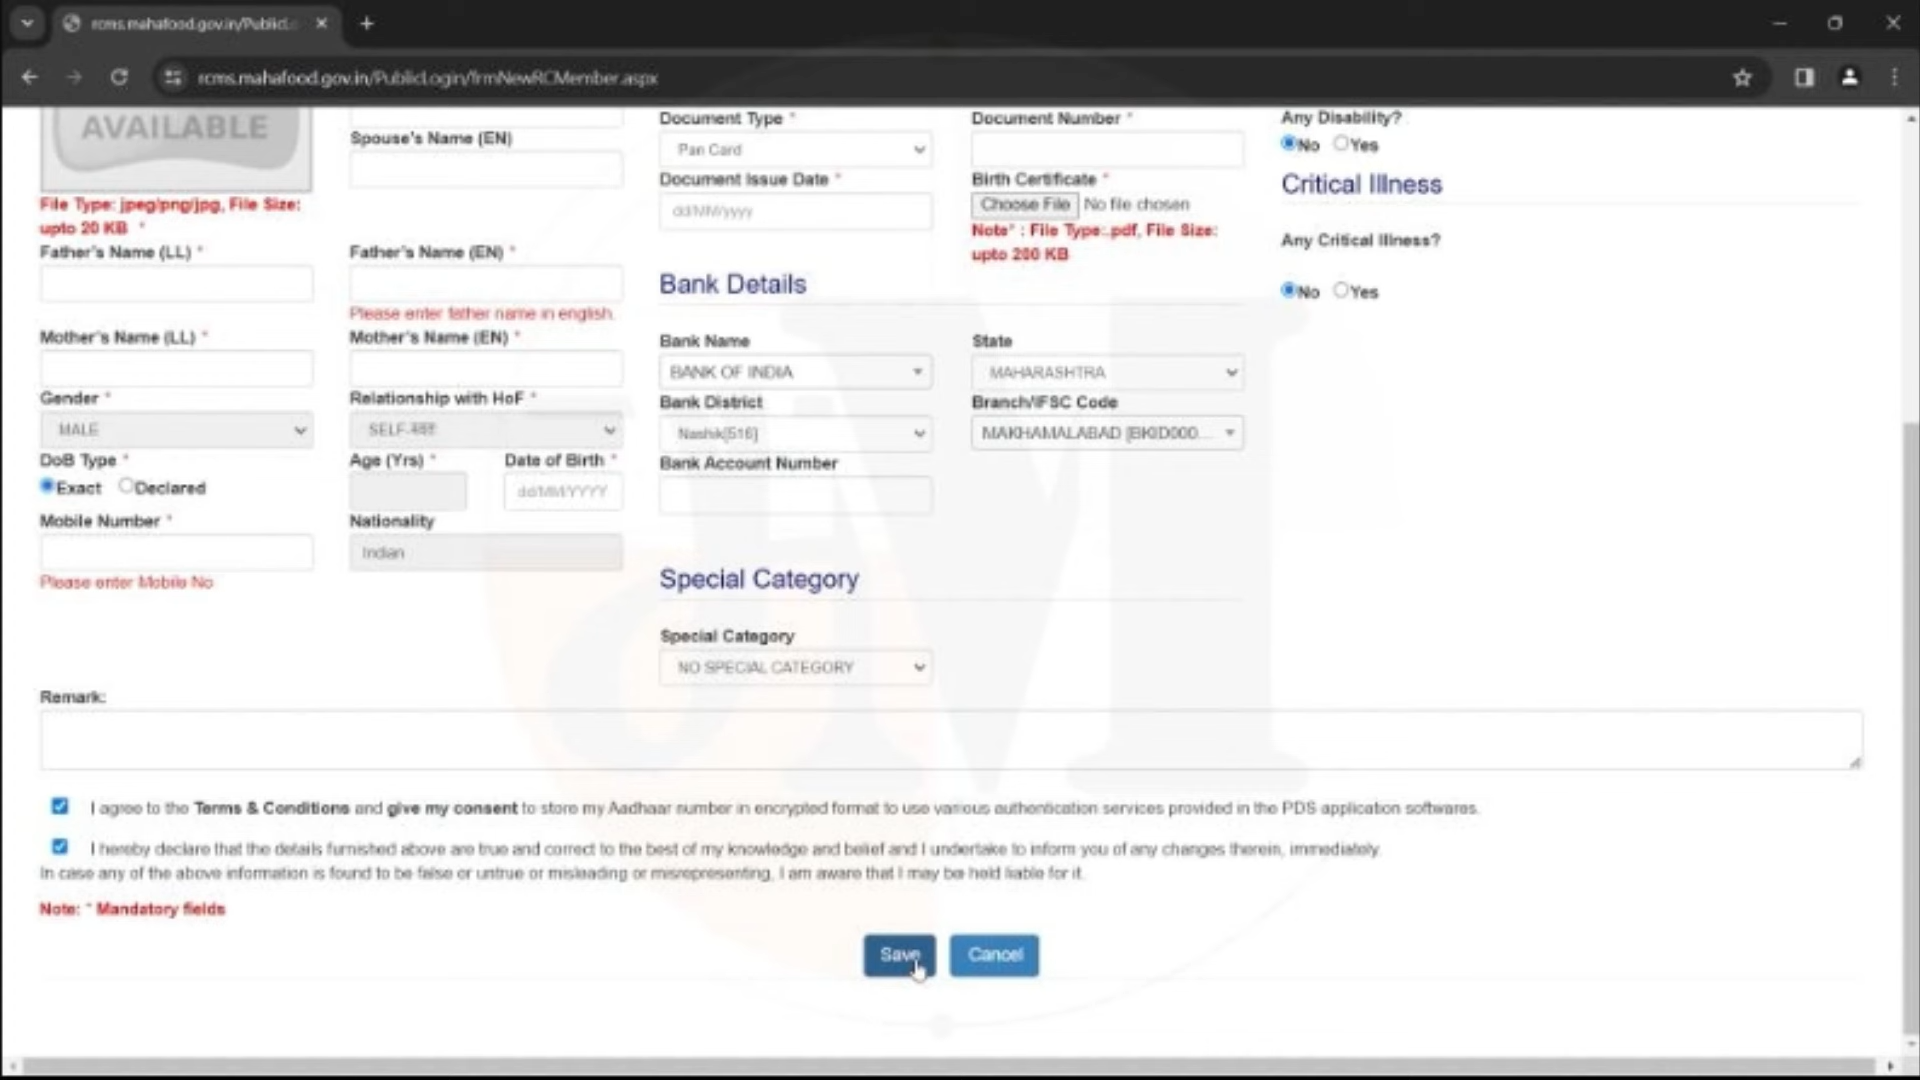 rcms.mahafood.gov.in/PublicLo
rcms.mahafood.gov.in/PublicLogin/frmNewRCMember.aspx
AVAILABLE
File Type: jpeg/png/jpg, File Size:
upto 20 KB *
Spouse's Name (EN)
Father's Name (LL) *
Father's Name (EN) *
Please enter father name in english.
Mother's Name (LL) *
Mother's Name (EN) *
Gender *
Relationship with HoF *
MALE
SELF-स्वतः
DoB Type *
Age (Yrs) *
Date of Birth *
Exact
Declared
dd/MM/YYYY
Mobile Number *
Nationality
Indian
Please enter Mobile No
Document Type *
Document Number *
Pan Card
Document Issue Date *
Birth Certificate *
dd/MM/yyyy
Choose File No file chosen
Note* : File Type:.pdf, File Size:
upto 200 KB
Bank Details
Bank Name
State
BANK OF INDIA
MAHARASHTRA
Bank District
Branch/IFSC Code
Nashik[516]
MAKHAMALABAD [BKID000...
Bank Account Number
Special Category
Special Category
NO SPECIAL CATEGORY
Any Disability?
No Yes
Critical Illness
Any Critical Illness?
No Yes
Remark:
I agree to the Terms & Conditions and give my consent to store my Aadhaar number in encrypted format to use various authentication services provided in the PDS application softwares.
I hereby declare that the details furnished above are true and correct to the best of my knowledge and belief and I undertake to inform you of any changes therein, immediately.
In case any of the above information is found to be false or untrue or misleading or misrepresenting, I am aware that I may be held liable for it.
Note: * Mandatory fields
Save
Cancel